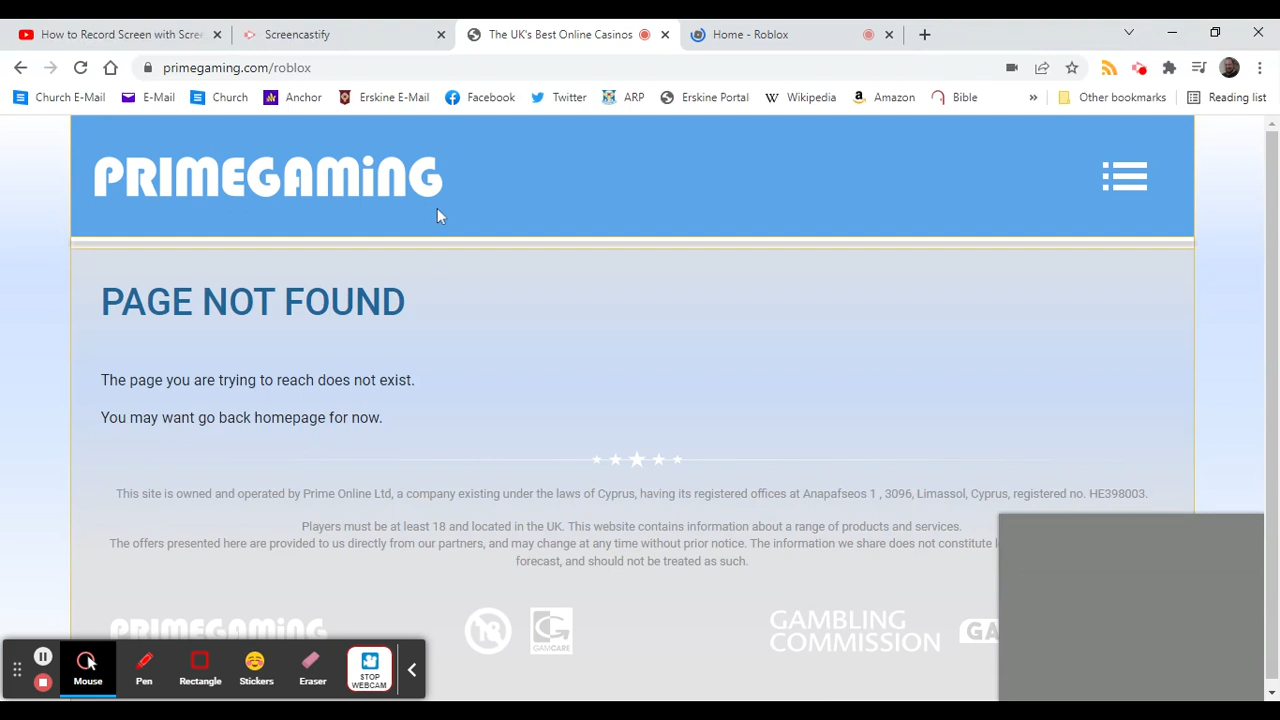 How to Record Screen with Scree
Screencastify
The UK's Best Online Casinos
Home - Roblox
primegaming.com/roblox
Church E-Mail
E-Mail
Church
Anchor
Erskine E-Mail
Facebook
Twitter
ARP
Erskine Portal
Wikipedia
Amazon
Bible
Other bookmarks
Reading list
PRIMEGAMiNG
PAGE NOT FOUND
The page you are trying to reach does not exist.
You may want go back homepage for now.
This site is owned and operated by Prime Online Ltd, a company existing under the laws of Cyprus, having its registered offices at Anapafseos 1 , 3096, Limassol, Cyprus, registered no. HE398003.
Players must be at least 18 and located in the UK. This website contains information about a range of products and services.
The offers presented here are provided to us directly from our partners, and may change at any time without prior notice. The information we share does not constitute
forecast, and should not be treated as such.
PRIMEGAMiNG
18
GAMCARE
GAMBLING
COMMISSION
GA
Mouse
Pen
Rectangle
Stickers
Eraser
STOP
WEBCAM